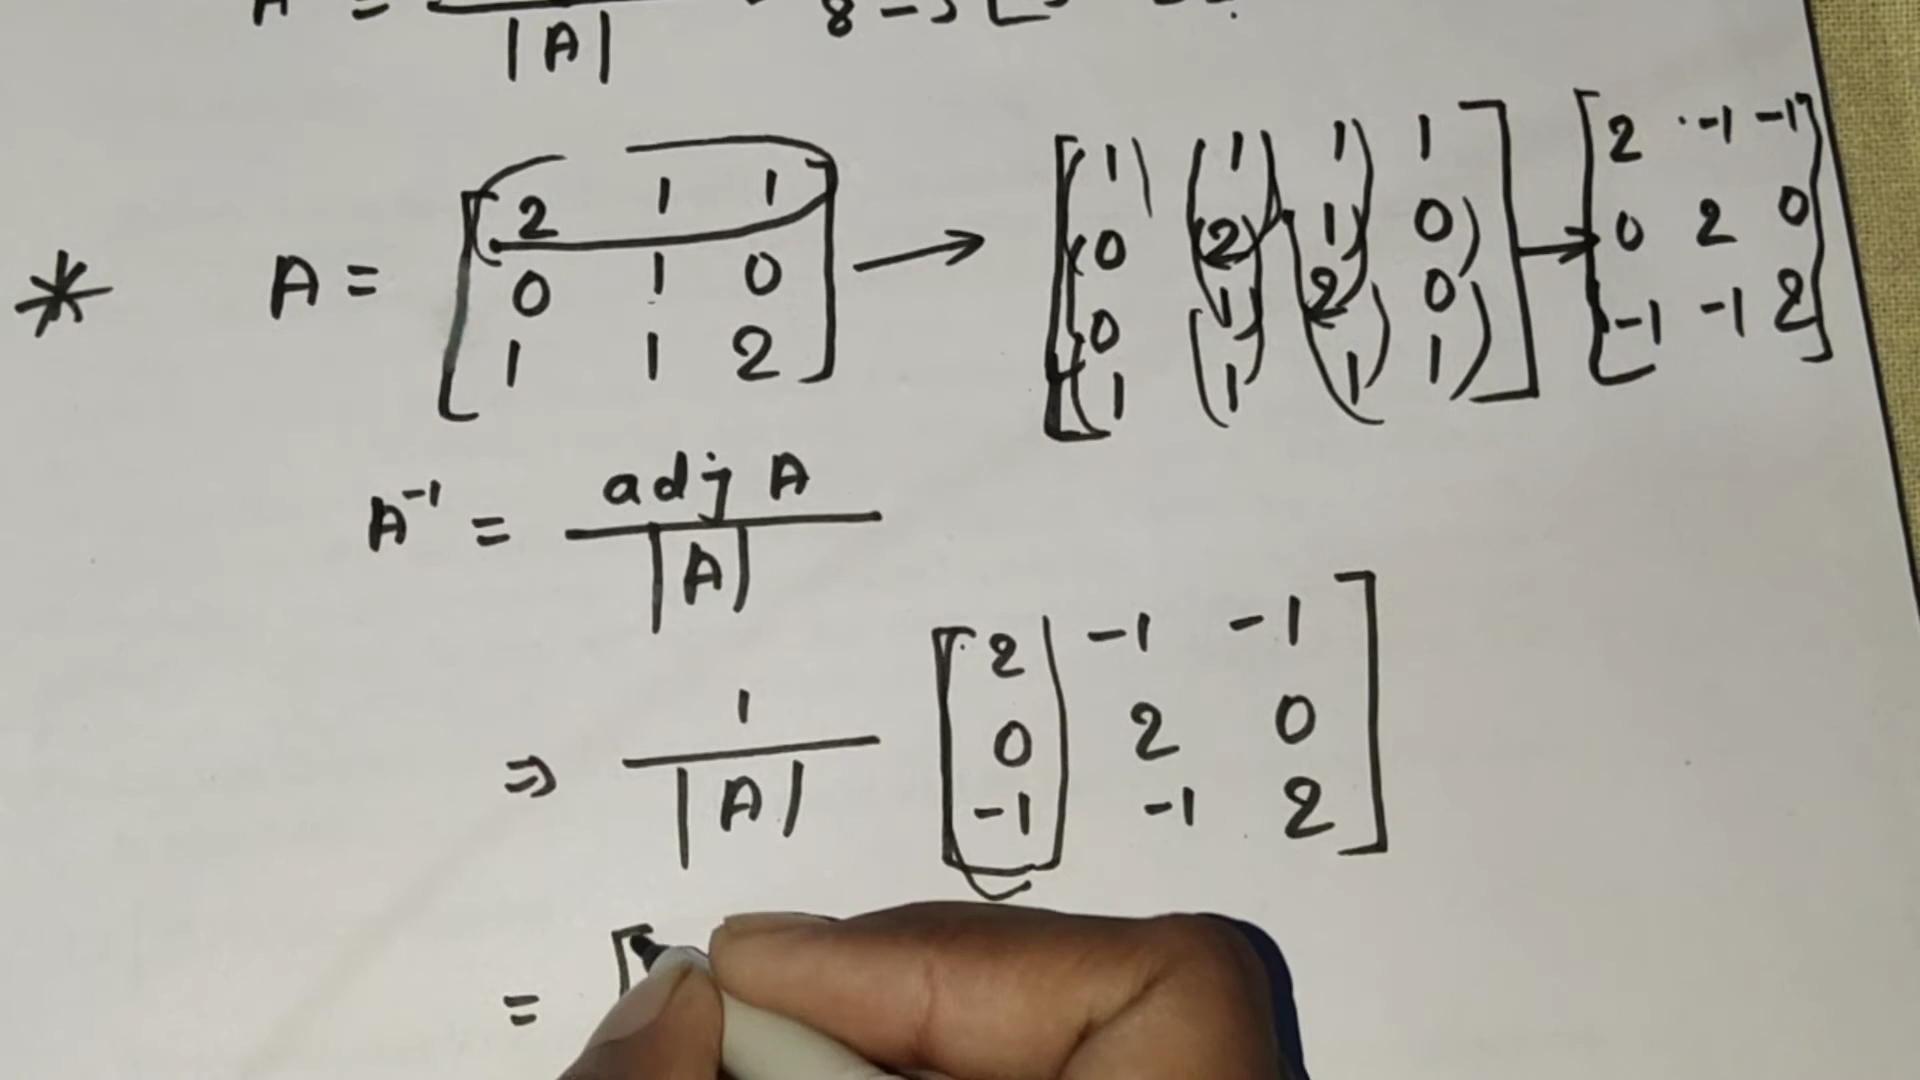 A = |A| 8-3 [
* A = [2 1 1
0 1 0
1 1 2] → [1 1 1 1
0 2 1 0
0 1 2 0
1 1 1 1] → [2 -1 -1
0 2 0
-1 -1 2]
A⁻¹ = adj A / |A|
⇒ 1 / |A| [2 -1 -1
0 2 0
-1 -1 2]
= [